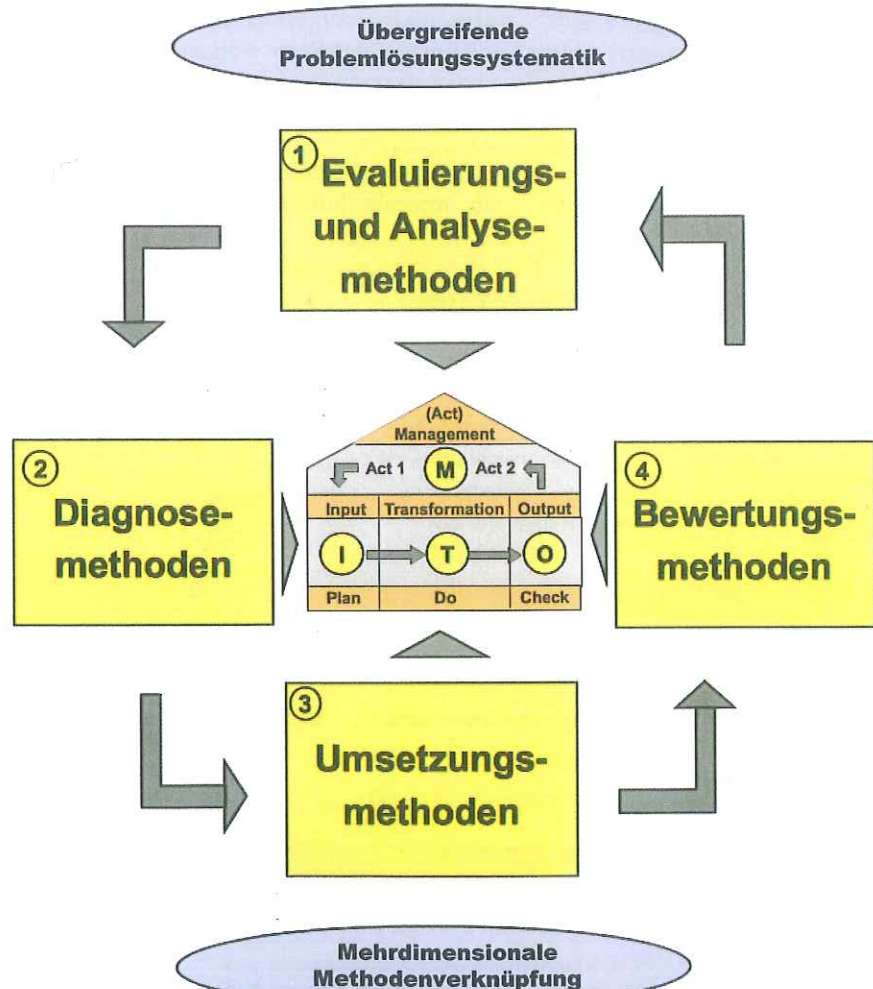 Übergreifende
Problemlösungssystematik
1
Evaluierungs-
und Analyse-
methoden
2
Diagnose-
methoden
(Act)
Management
Act 1 M Act 2
Input Transformation Output
I T O
Plan Do Check
4
Bewertungs-
methoden
3
Umsetzungs-
methoden
Mehrdimensionale
Methodenverknüpfung